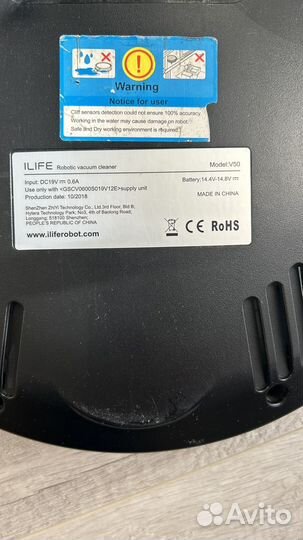 Warning
Notice for user
Cliff sensors detection could not ensure 100% accuracy.
Working in the water may cause damage on robot.
Safe and Dry working environment is required.
ILIFE Robotic vacuum cleaner Model:V50
Input: DC19V⎓0.6A Battery:14.4V-14.8V⎓
Use only with <GSCV0600S019V12E>supply unit MADE IN CHINA
Production date: 10/2018
ShenZhen ZhiYi Technology Co., Ltd.3rd Floor, Bld B,
Hytera Technology Park, No3, 4th of Baolong Road,
Longgang; 518100 Shenzhen;
PEOPLE'S REPUBLIC OF CHINA
www.iliferobot.com CE RoHS
Avito